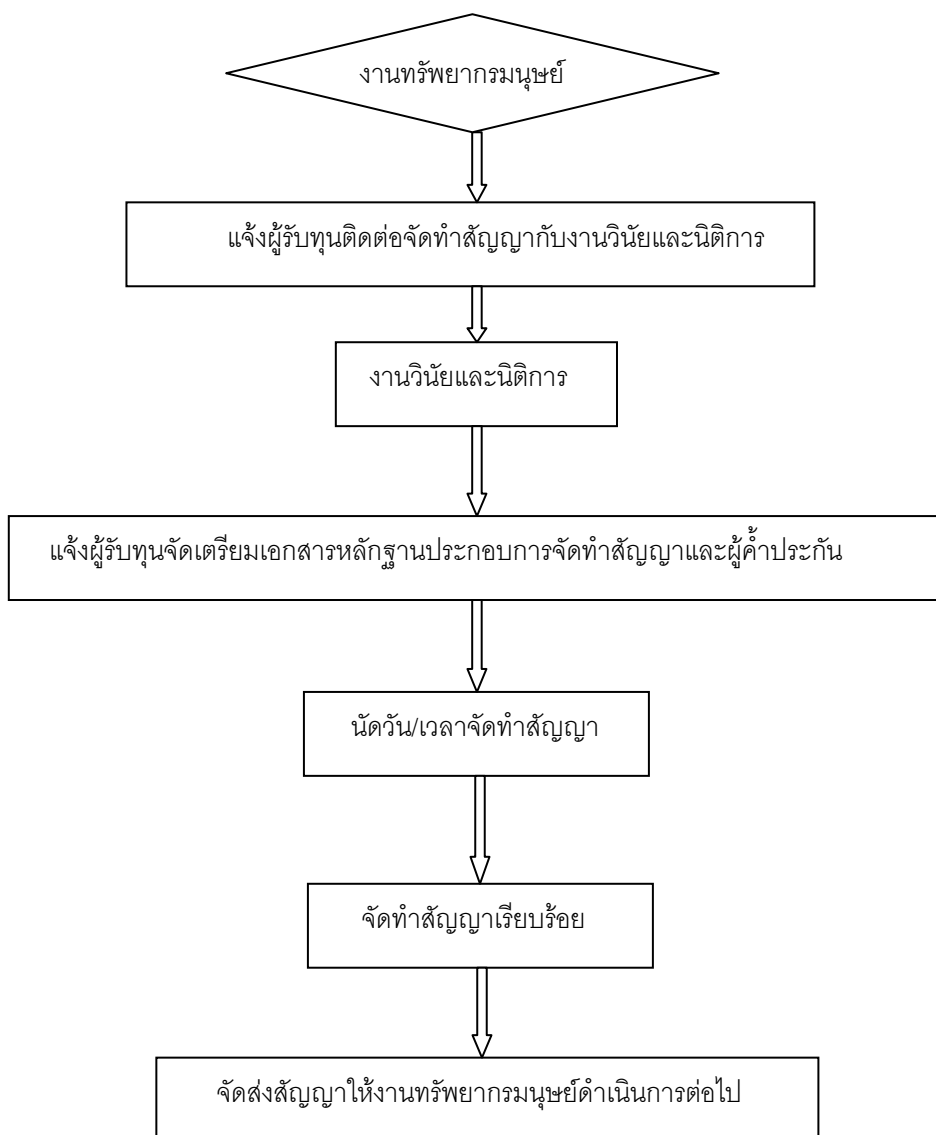 งานทรัพยากรมนุษย์
แจ้งผู้รับทุนติดต่อจัดทำสัญญากับงานวินัยและนิติการ
งานวินัยและนิติการ
แจ้งผู้รับทุนจัดเตรียมเอกสารหลักฐานประกอบการจัดทำสัญญาและผู้ค้ำประกัน
นัดวัน/เวลาจัดทำสัญญา
จัดทำสัญญาเรียบร้อย
จัดส่งสัญญาให้งานทรัพยากรมนุษย์ดำเนินการต่อไป